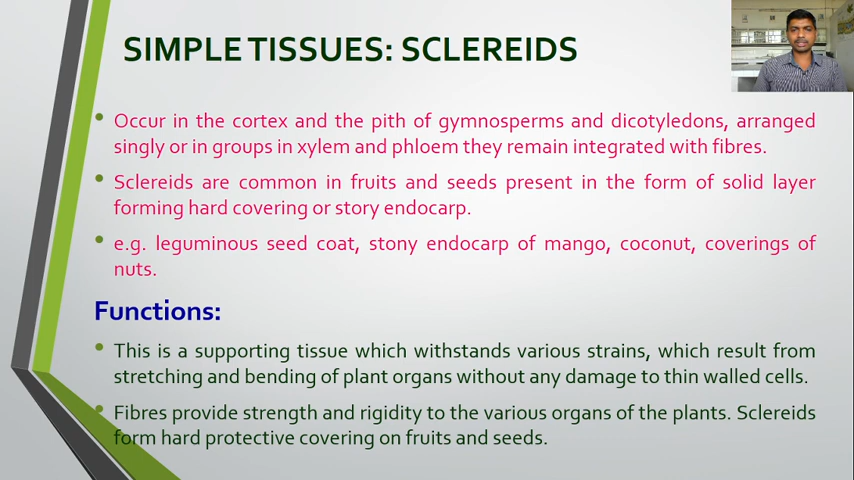 SIMPLE TISSUES: SCLEREIDS
• Occur in the cortex and the pith of gymnosperms and dicotyledons, arranged
singly or in groups in xylem and phloem they remain integrated with fibres.
• Sclereids are common in fruits and seeds present in the form of solid layer
forming hard covering or story endocarp.
• e.g. leguminous seed coat, stony endocarp of mango, coconut, coverings of
nuts.
Functions:
• This is a supporting tissue which withstands various strains, which result from
stretching and bending of plant organs without any damage to thin walled cells.
• Fibres provide strength and rigidity to the various organs of the plants. Sclereids
form hard protective covering on fruits and seeds.